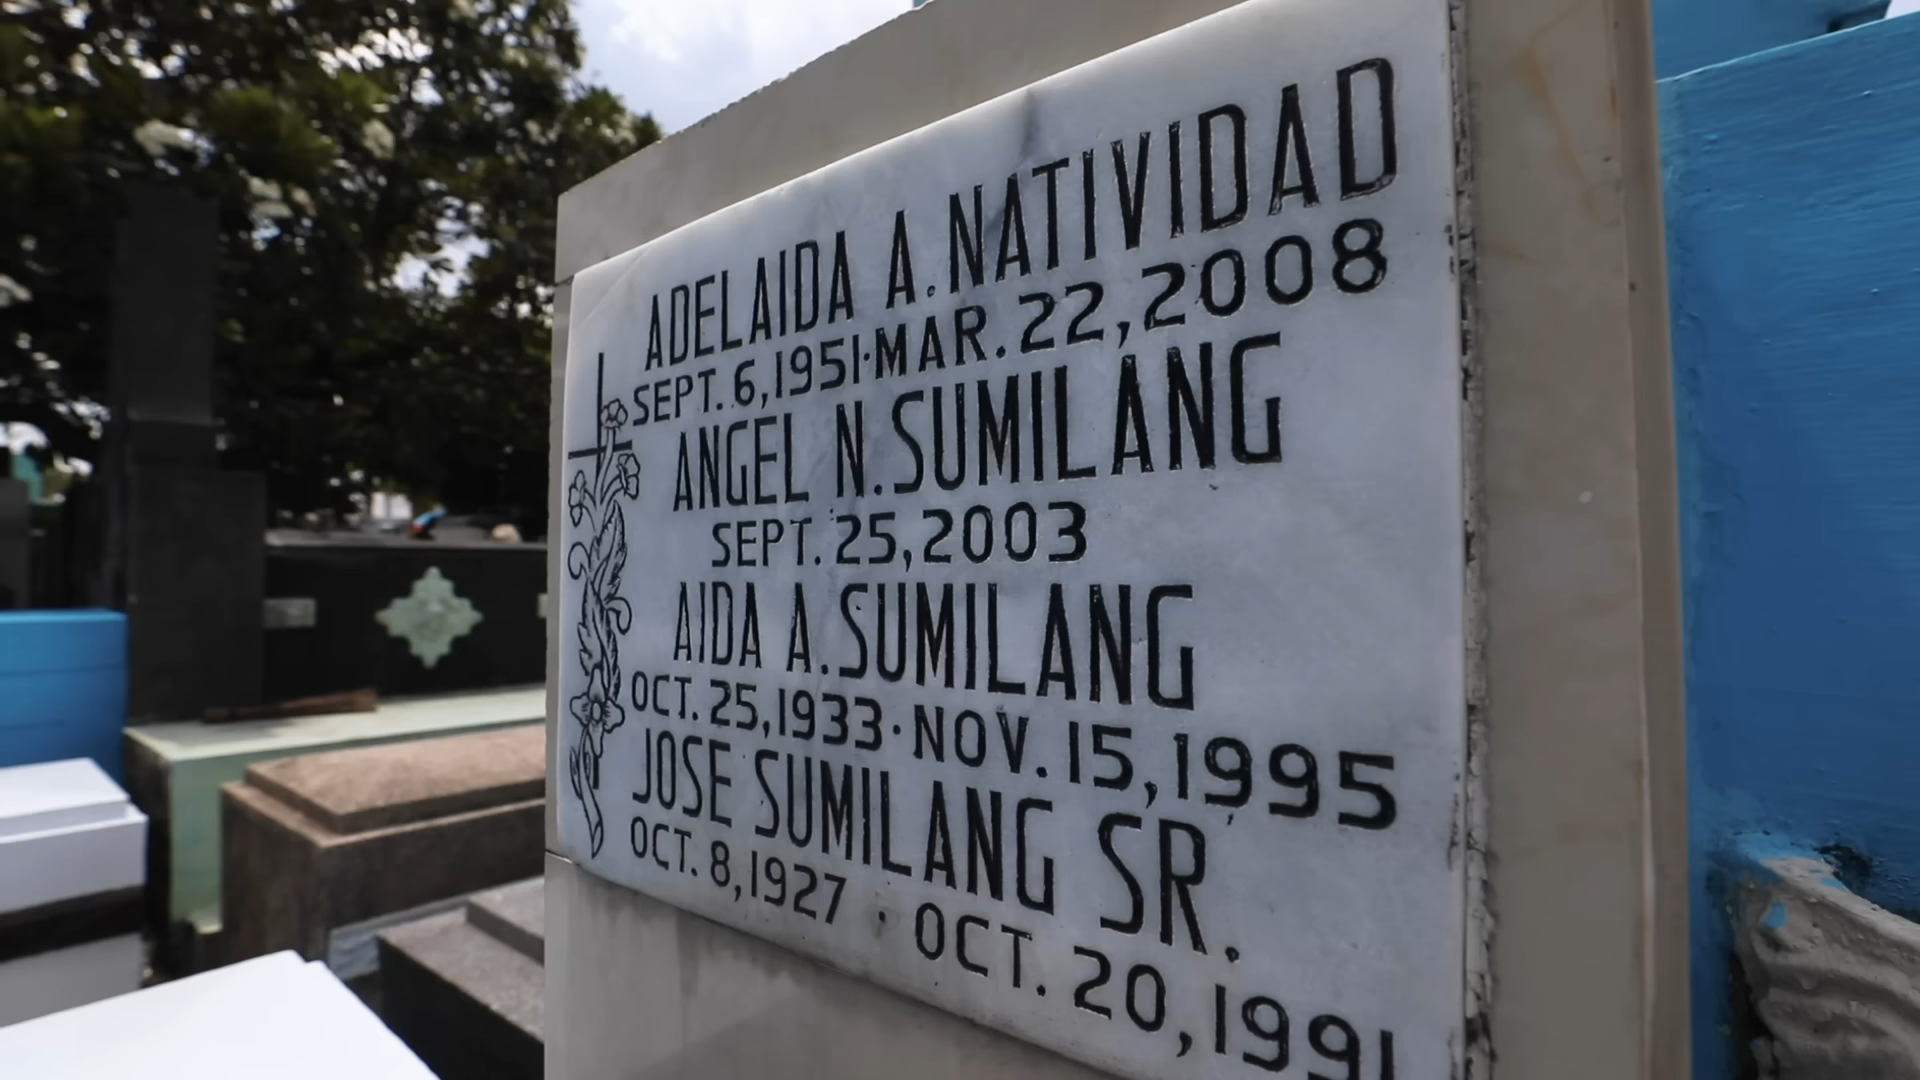 ADELAIDA A. NATIVIDAD
SEPT. 6, 1951 · MAR. 22, 2008
ANGEL N. SUMILANG
SEPT. 25, 2003
AIDA A. SUMILANG
OCT. 25, 1933 · NOV. 15, 1995
JOSE SUMILANG SR.
OCT. 8, 1927 · OCT. 20, 1991